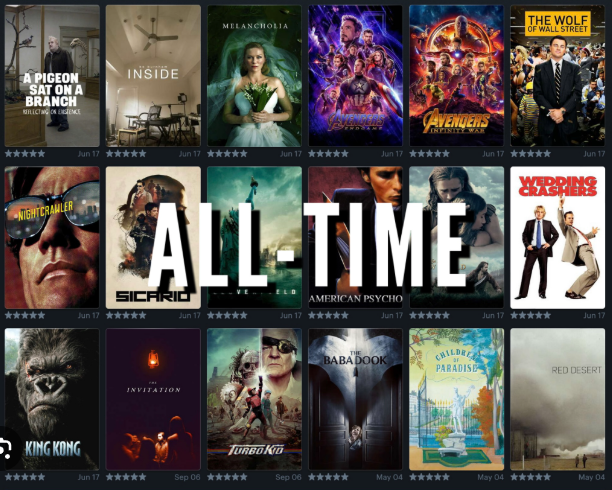 A PIGEON
SAT ON A
BRANCH
REFLECTING ON EXISTENCE
INSIDE
MELANCHOLIA
AVENGERS
ENDGAME
AVENGERS
INFINITY WAR
THE WOLF
OF WALL STREET
Jun 17
Jun 17
Jun 17
Jun 17
Jun 17
Jun 17
NIGHTCRAWLER
SICARIO
AMERICAN PSYCHO
WEDDING
CRASHERS
ALL-TIME
Jun 17
Jun 17
Jun 17
Jun 17
Jun 17
Jun 17
KING KONG
THE
INVITATION
TURBO KID
THE
BABADOOK
CHILDREN
OF
PARADISE
RED DESERT
Jun 17
Sep 06
Sep 06
May 04
May 04
May 04